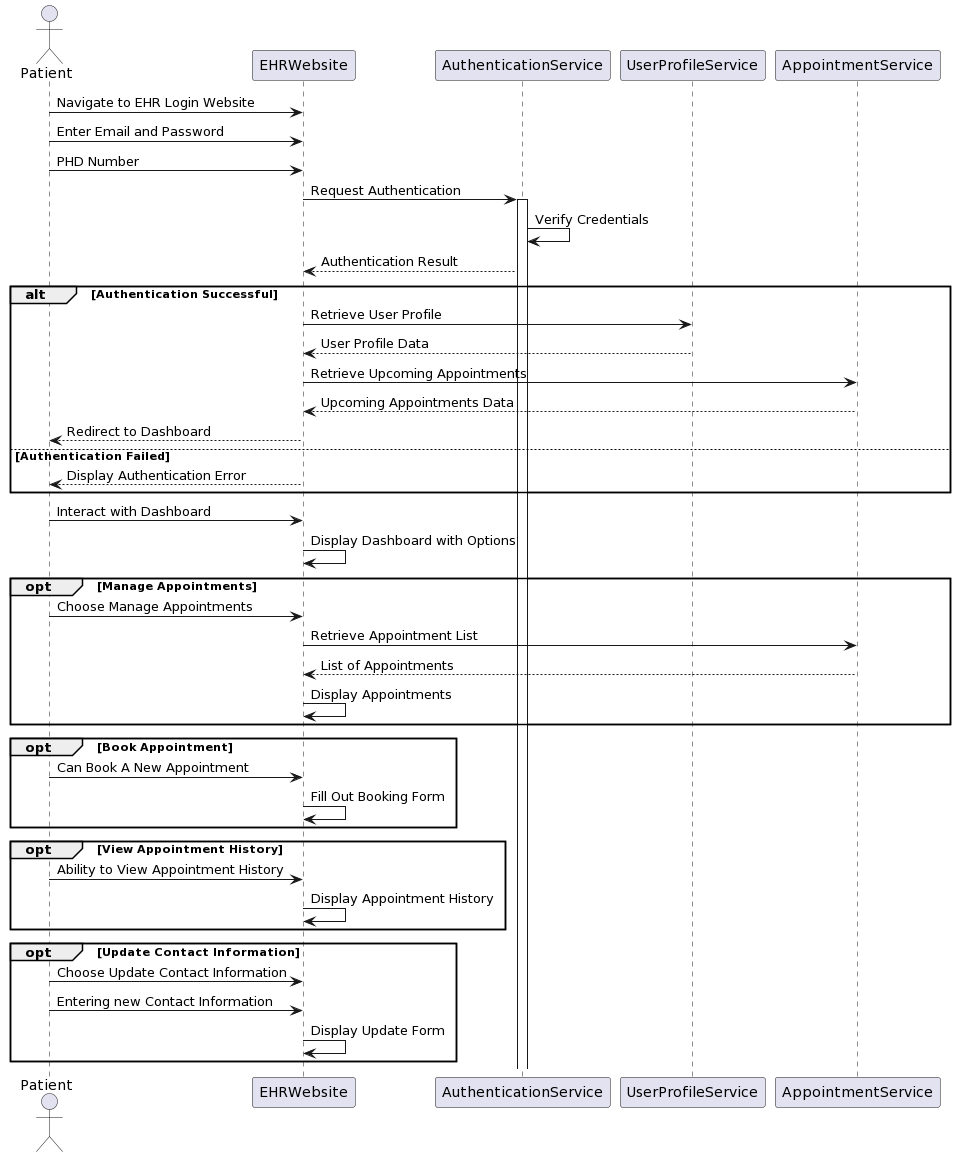 Patient
EHRWebsite
AuthenticationService
UserProfileService
AppointmentService
Navigate to EHR Login Website
Enter Email and Password
PHD Number
Request Authentication
Verify Credentials
Authentication Result
alt [Authentication Successful]
Retrieve User Profile
User Profile Data
Retrieve Upcoming Appointments
Upcoming Appointments Data
Redirect to Dashboard
[Authentication Failed]
Display Authentication Error
Interact with Dashboard
Display Dashboard with Options
opt [Manage Appointments]
Choose Manage Appointments
Retrieve Appointment List
List of Appointments
Display Appointments
opt [Book Appointment]
Can Book A New Appointment
Fill Out Booking Form
opt [View Appointment History]
Ability to View Appointment History
Display Appointment History
opt [Update Contact Information]
Choose Update Contact Information
Entering new Contact Information
Display Update Form
Patient
EHRWebsite
AuthenticationService
UserProfileService
AppointmentService